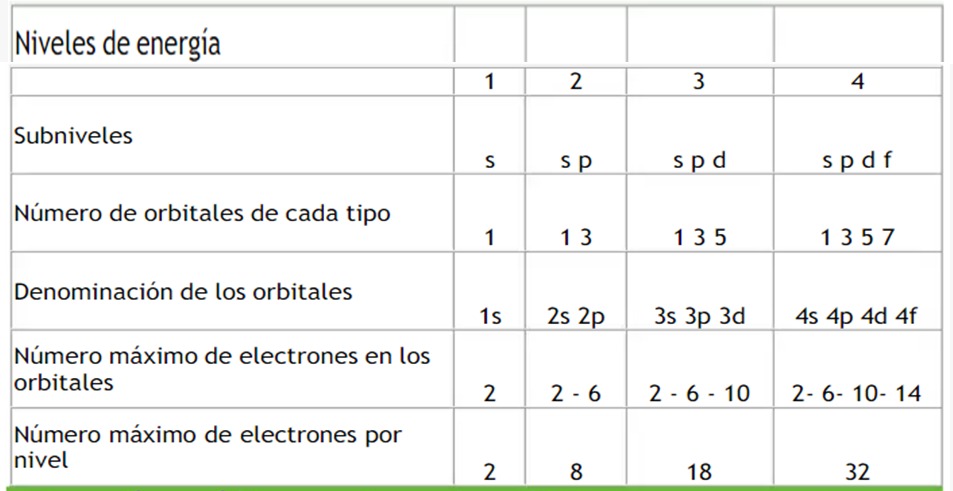 Niveles de energía
1 2 3 4
Subniveles
s s p s p d s p d f
Número de orbitales de cada tipo
1 1 3 1 3 5 1 3 5 7
Denominación de los orbitales
1s 2s 2p 3s 3p 3d 4s 4p 4d 4f
Número máximo de electrones en los
orbitales
2 2 - 6 2 - 6 - 10 2- 6- 10- 14
Número máximo de electrones por
nivel
2 8 18 32